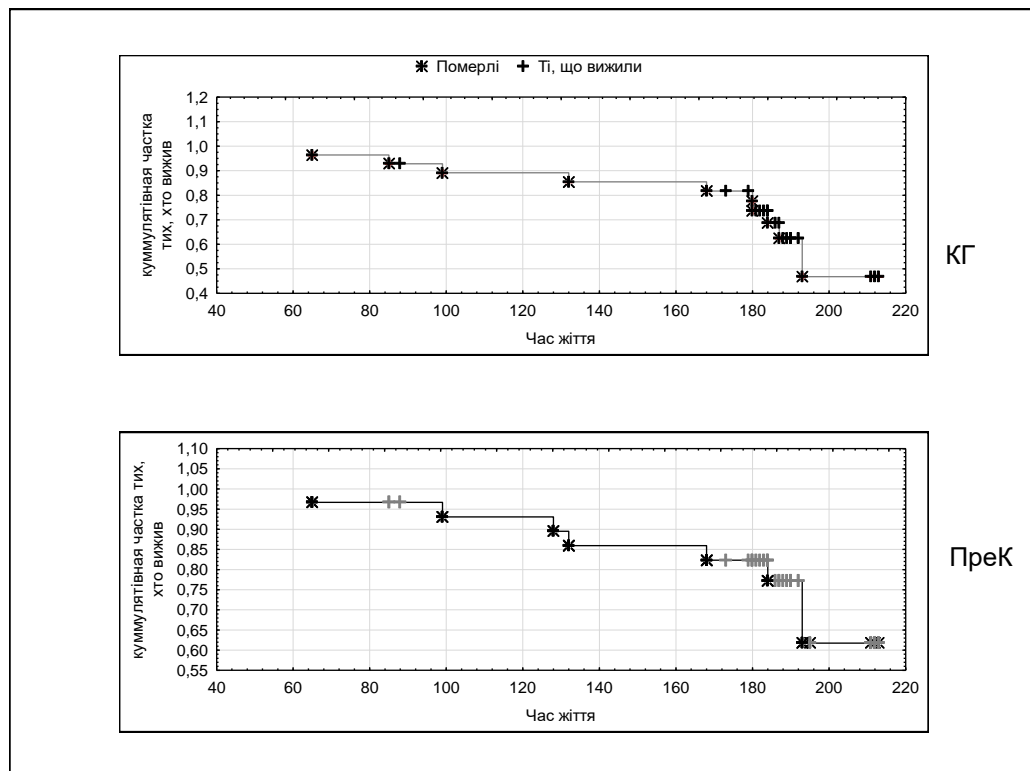 Померлі Ті, що вижили
куммулятівная частка
тих, хто вижив
1,2
1,1
1,0
0,9
0,8
0,7
0,6
0,5
0,4
40 60 80 100 120 140 160 180 200 220
Час жіття
КГ
куммулятівная частка тих,
хто вижив
1,10
1,05
1,00
0,95
0,90
0,85
0,80
0,75
0,70
0,65
0,60
0,55
40 60 80 100 120 140 160 180 200 220
Час жіття
ПреК